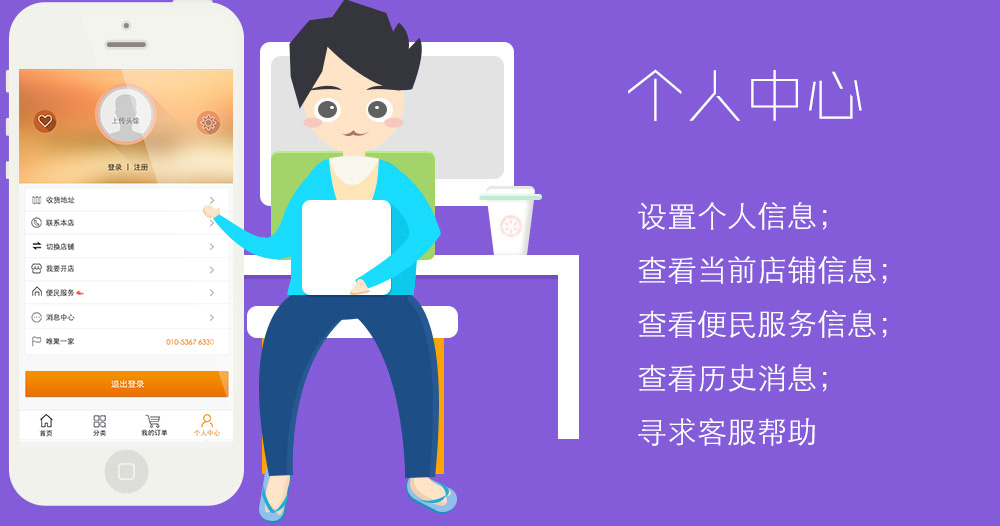 上传头像
登录 | 注册
收货地址
联系本店
切换店铺
我要开店
便民服务
消息中心
唯聚一家 010-5367 6330
退出登录
首页 分类 我的订单 个人中心
个人中心
设置个人信息;
查看当前店铺信息;
查看便民服务信息;
查看历史消息;
寻求客服帮助